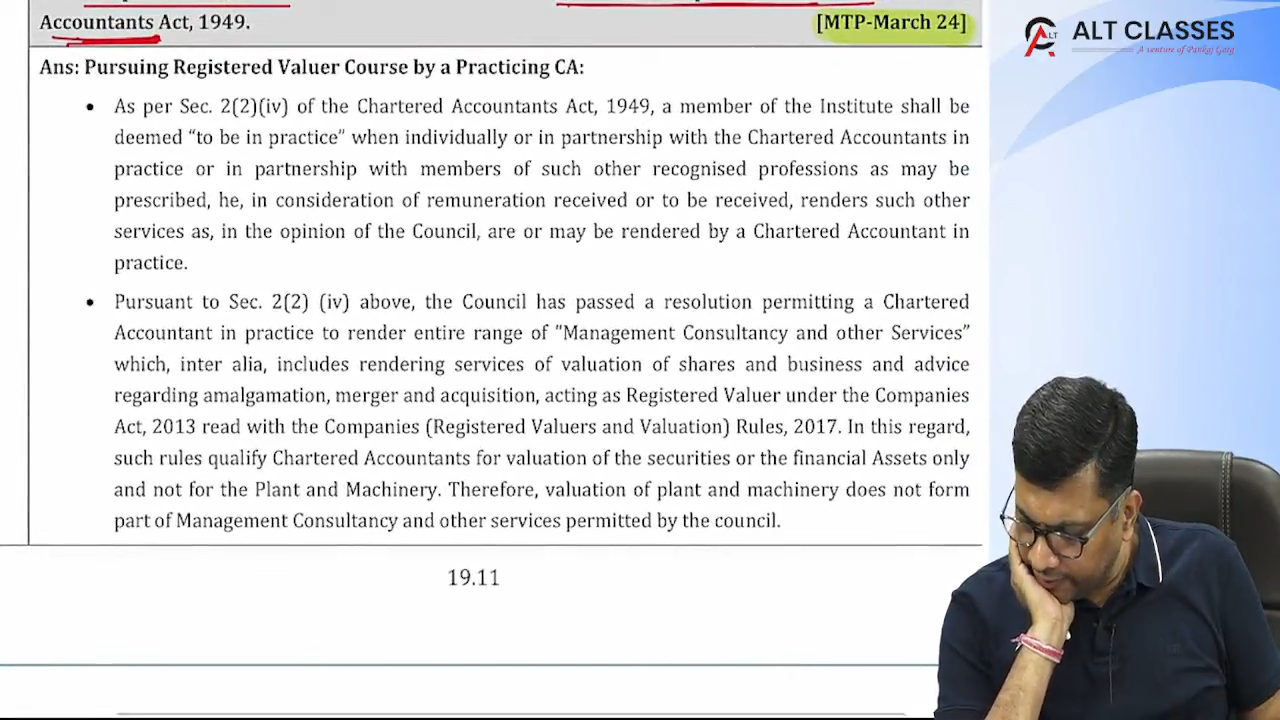 Accountants Act, 1949. [MTP-March 24]
ALT CLASSES
A venture of Pankaj Garg
ALT
Ans: Pursuing Registered Valuer Course by a Practicing CA:
• As per Sec. 2(2)(iv) of the Chartered Accountants Act, 1949, a member of the Institute shall be
deemed “to be in practice” when individually or in partnership with the Chartered Accountants in
practice or in partnership with members of such other recognised professions as may be
prescribed, he, in consideration of remuneration received or to be received, renders such other
services as, in the opinion of the Council, are or may be rendered by a Chartered Accountant in
practice.
• Pursuant to Sec. 2(2) (iv) above, the Council has passed a resolution permitting a Chartered
Accountant in practice to render entire range of “Management Consultancy and other Services”
which, inter alia, includes rendering services of valuation of shares and business and advice
regarding amalgamation, merger and acquisition, acting as Registered Valuer under the Companies
Act, 2013 read with the Companies (Registered Valuers and Valuation) Rules, 2017. In this regard,
such rules qualify Chartered Accountants for valuation of the securities or the financial Assets only
and not for the Plant and Machinery. Therefore, valuation of plant and machinery does not form
part of Management Consultancy and other services permitted by the council.
19.11